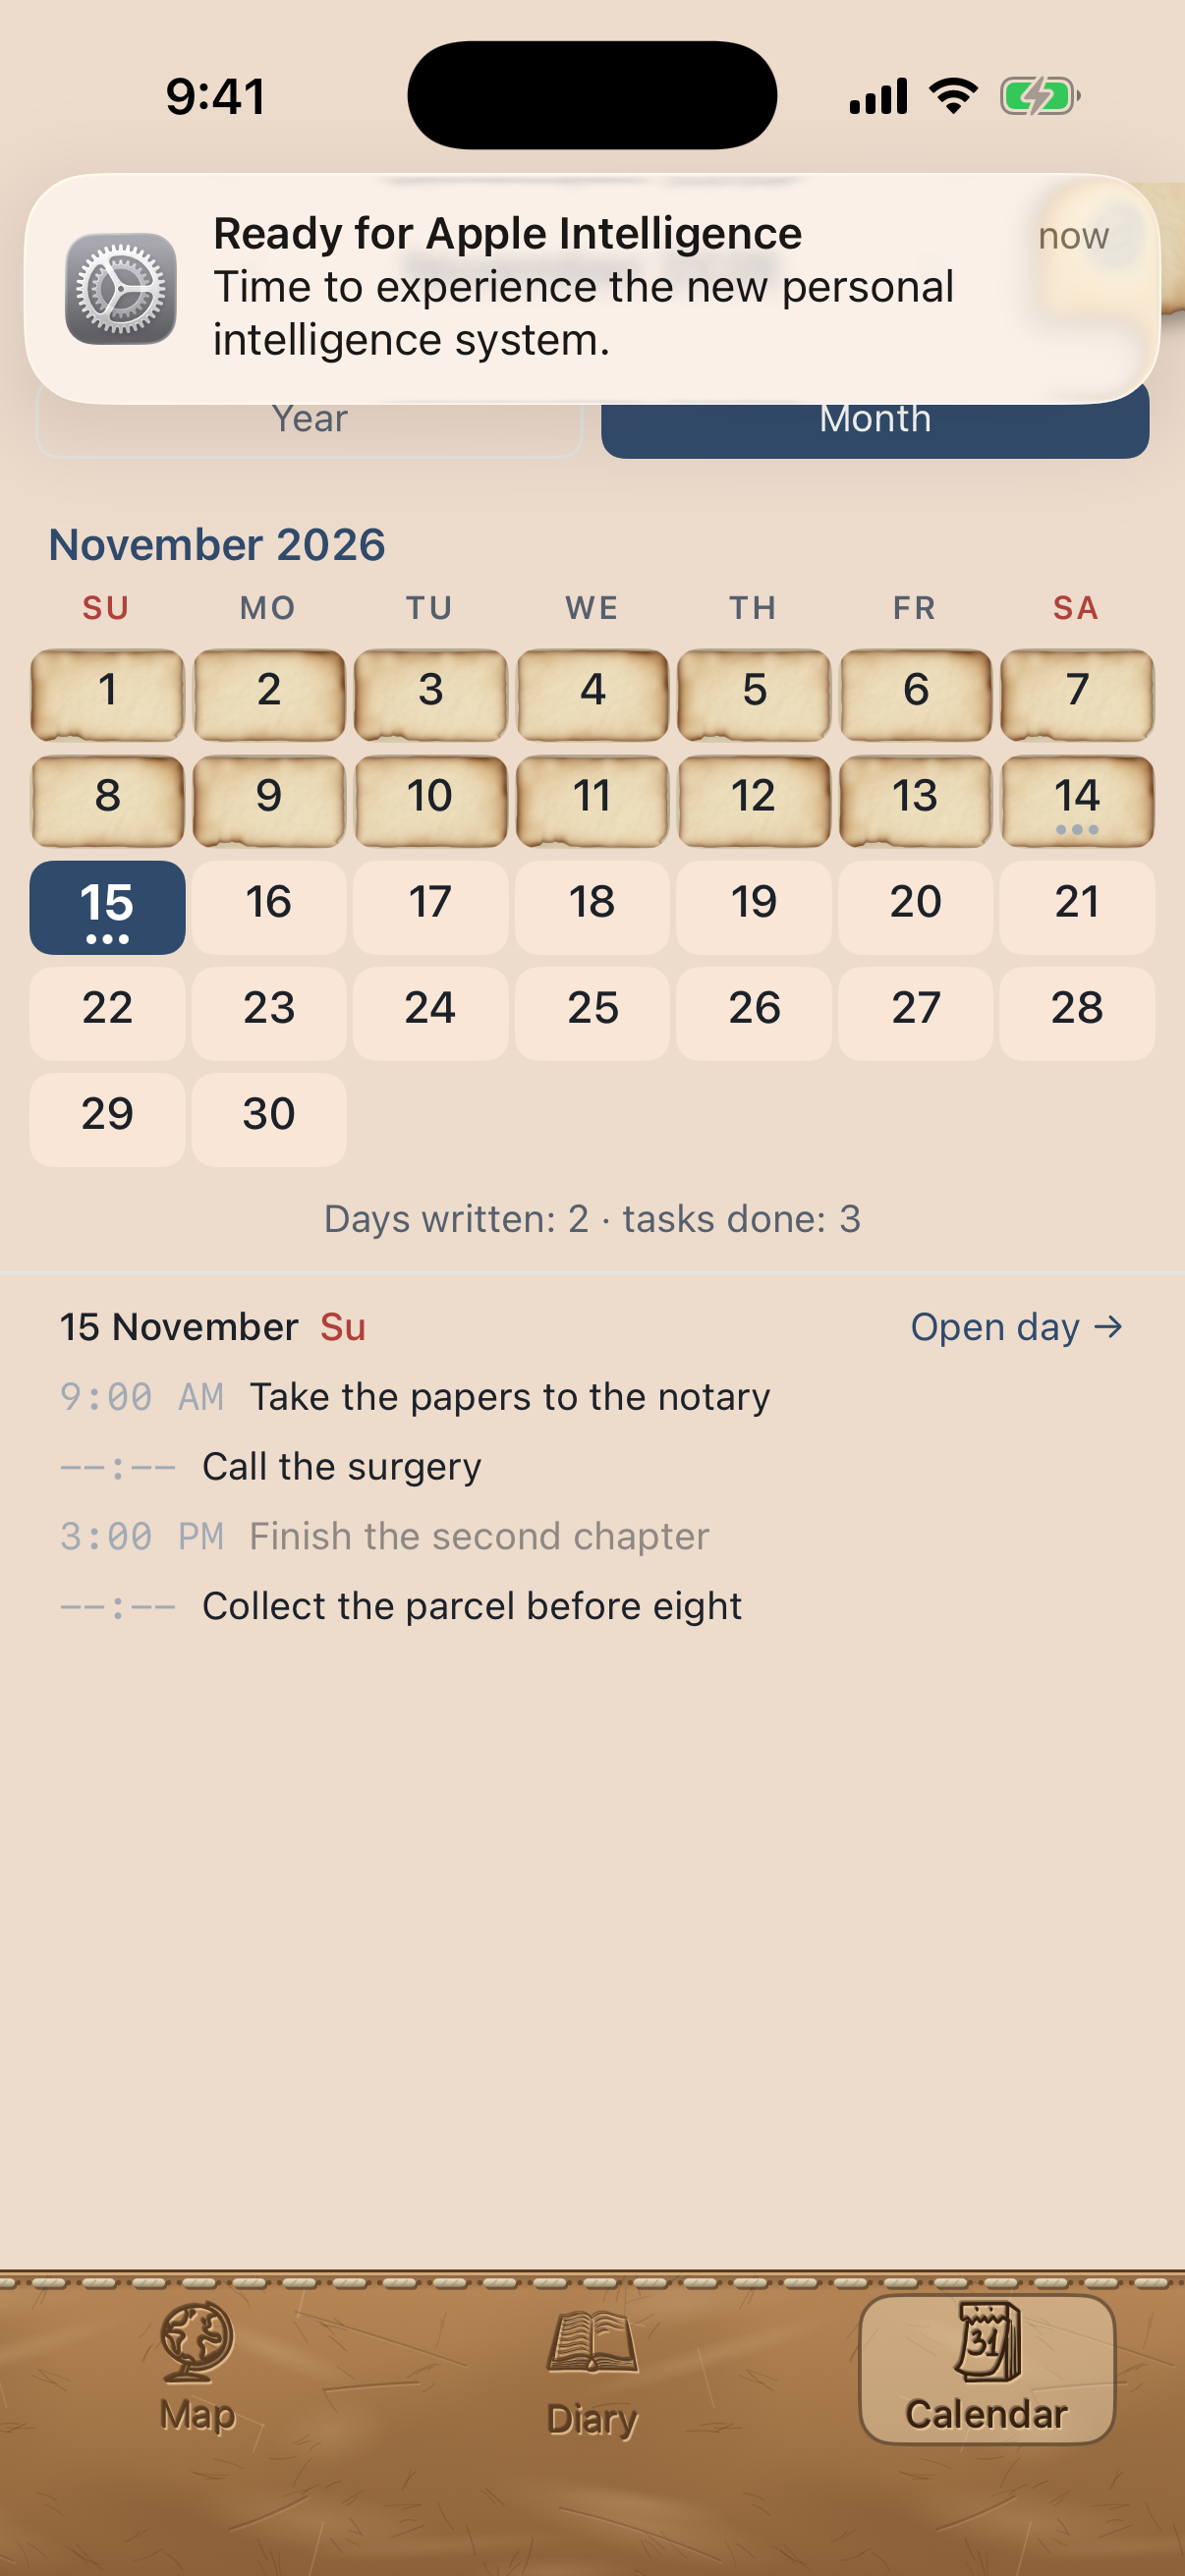 9:41
Ready for Apple Intelligence
now
Time to experience the new personal
intelligence system.
Year
Month
November 2026
SU MO TU WE TH FR SA
1 2 3 4 5 6 7
8 9 10 11 12 13 14
15 16 17 18 19 20 21
22 23 24 25 26 27 28
29 30
Days written: 2 · tasks done: 3
15 November Su
Open day →
9:00 AM Take the papers to the notary
--:-- Call the surgery
3:00 PM Finish the second chapter
--:-- Collect the parcel before eight
31
Map
Diary
Calendar